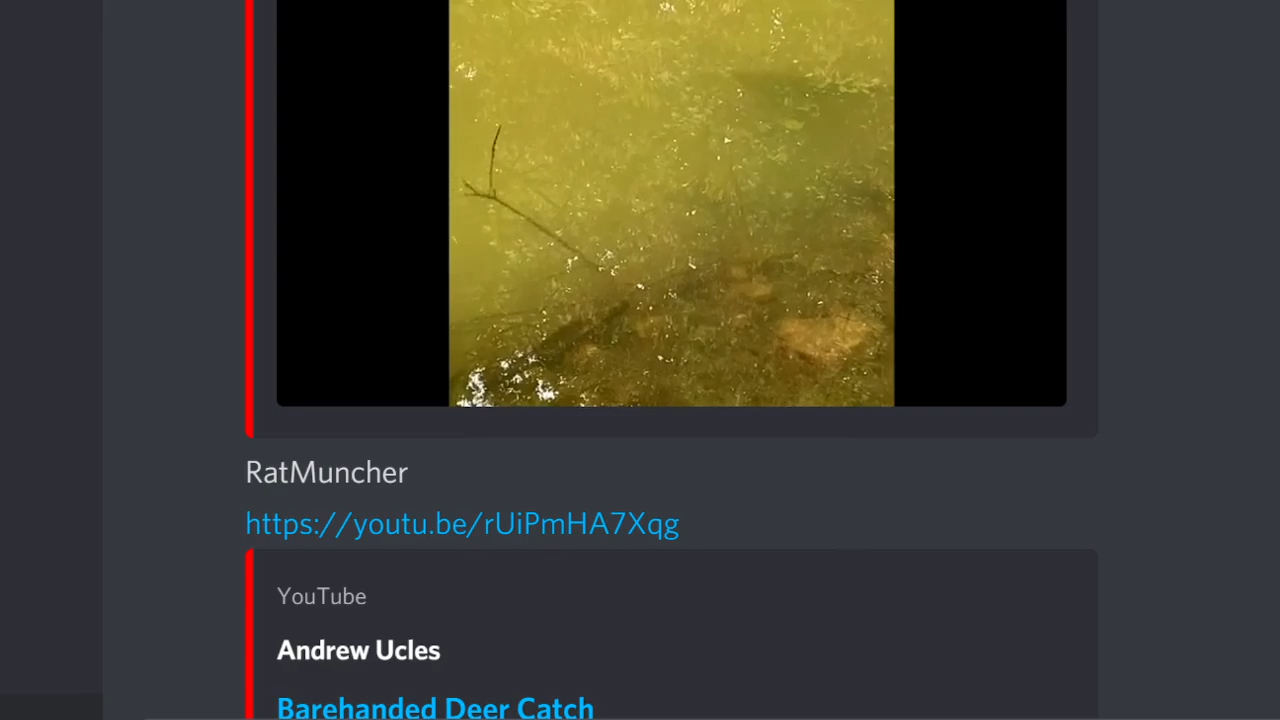 RatMuncher
https://youtu.be/rUiPmHA7Xqg
YouTube
Andrew Ucles
Barehanded Deer Catch